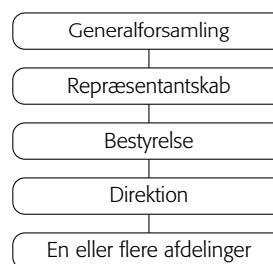 Generalforsamling
Repræsentantskab
Bestyrelse
Direktion
En eller flere afdelinger